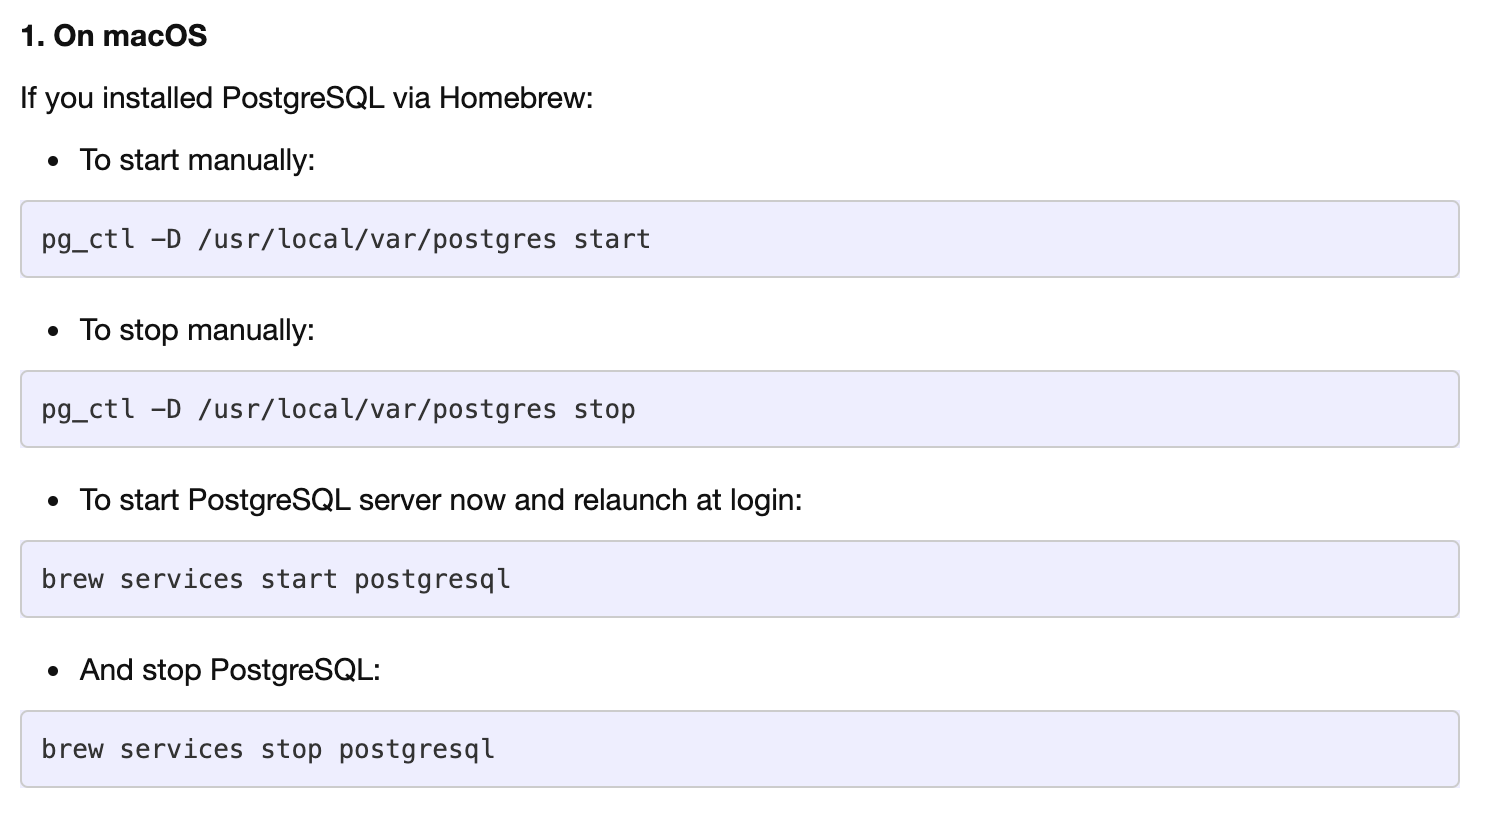 1. On macOS
If you installed PostgreSQL via Homebrew:
• To start manually:
pg_ctl -D /usr/local/var/postgres start
• To stop manually:
pg_ctl -D /usr/local/var/postgres stop
• To start PostgreSQL server now and relaunch at login:
brew services start postgresql
• And stop PostgreSQL:
brew services stop postgresql